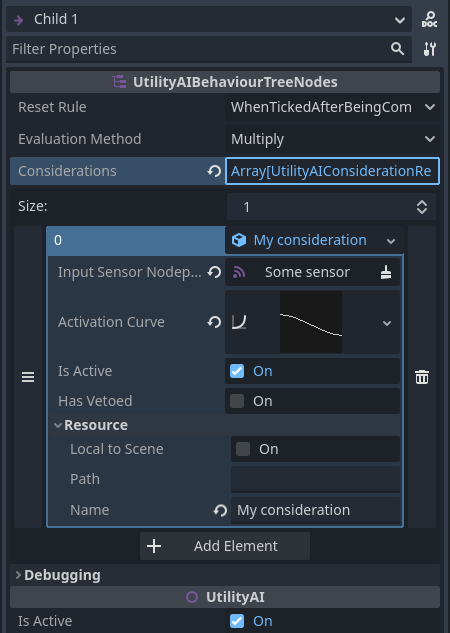 Child 1
DOC
Filter Properties
UtilityAIBehaviourTreeNodes
Reset Rule WhenTickedAfterBeingCom
Evaluation Method Multiply
Considerations Array[UtilityAIConsiderationRe
Size: 1
0 My consideration
Input Sensor Nodep... Some sensor
Activation Curve
Is Active On
Has Vetoed On
Resource
Local to Scene On
Path
Name My consideration
Add Element
Debugging
UtilityAI
Is Active On